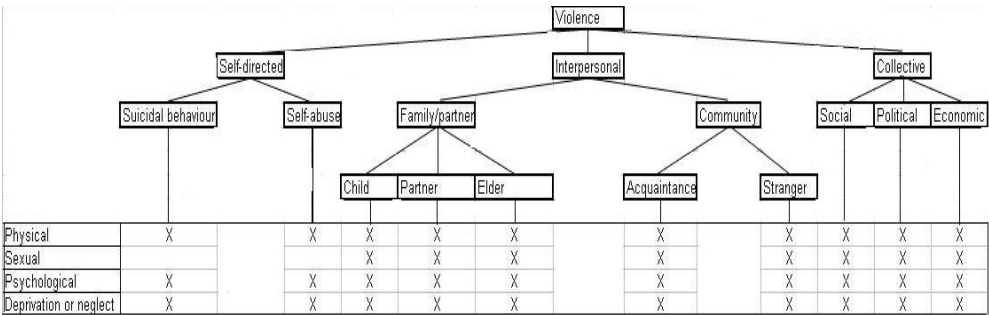 Violence
Self-directed Interpersonal Collective
Suicidal behaviour Self-abuse Family/partner Community Social Political Economic
Child Partner Elder Acquaintance Stranger
Physical X X X X X X X X X X
Sexual X X X X X X X X
Psychological X X X X X X X X X X
Deprivation or neglect X X X X X X X X X X